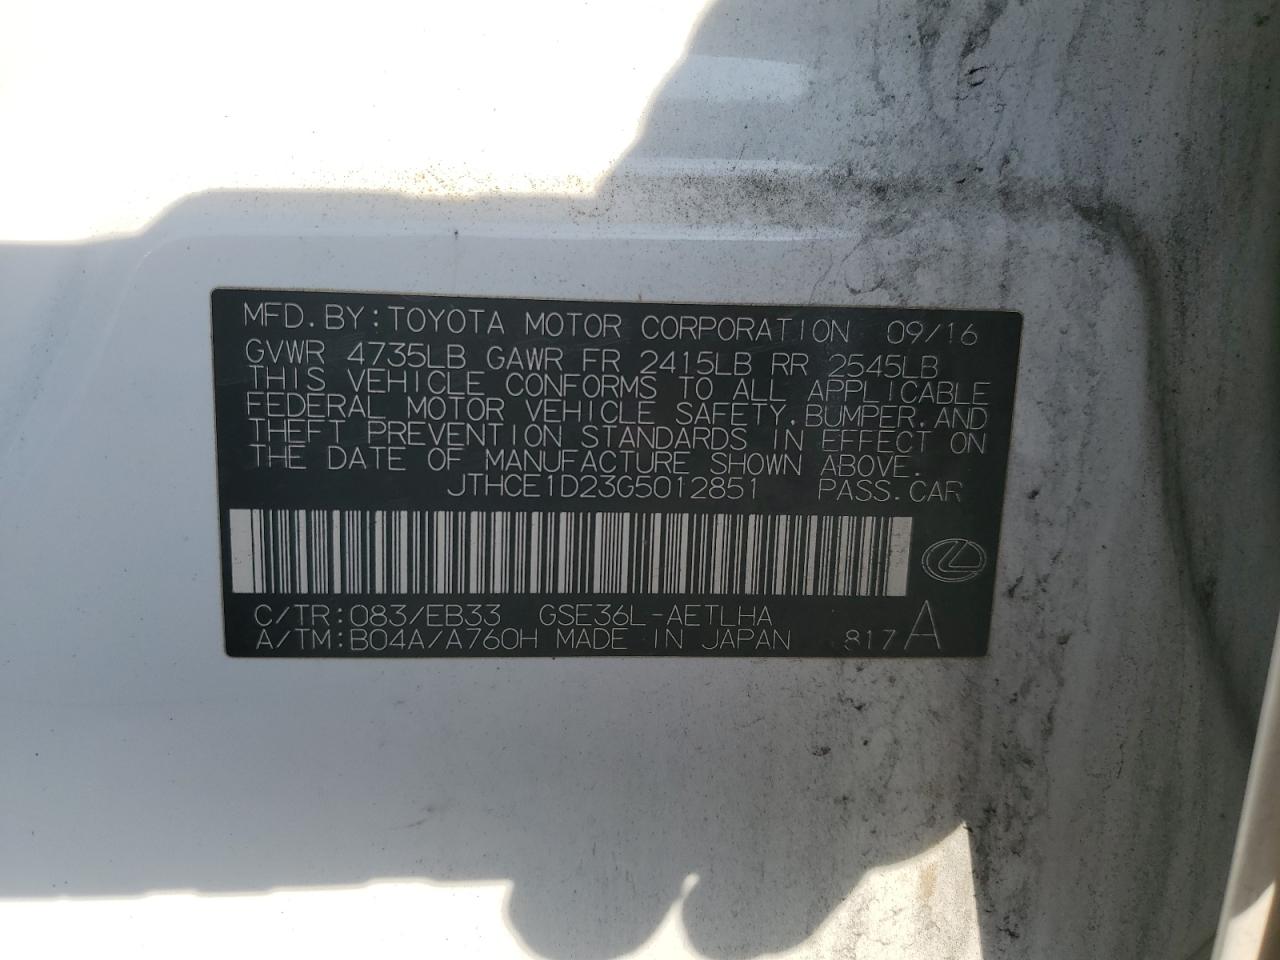 MFD.BY:TOYOTA MOTOR CORPORATION 09/16
GVWR 4735LB GAWR FR 2415LB RR 2545LB
THIS VEHICLE CONFORMS TO ALL APPLICABLE
FEDERAL MOTOR VEHICLE SAFETY,BUMPER,AND
THEFT PREVENTION STANDARDS IN EFFECT ON
THE DATE OF MANUFACTURE SHOWN ABOVE.
JTHCE1D23G5012851 PASS.CAR
C/TR:083/EB33 GSE36L-AETLHA
A/TM:B04A/A760H MADE IN JAPAN 817A